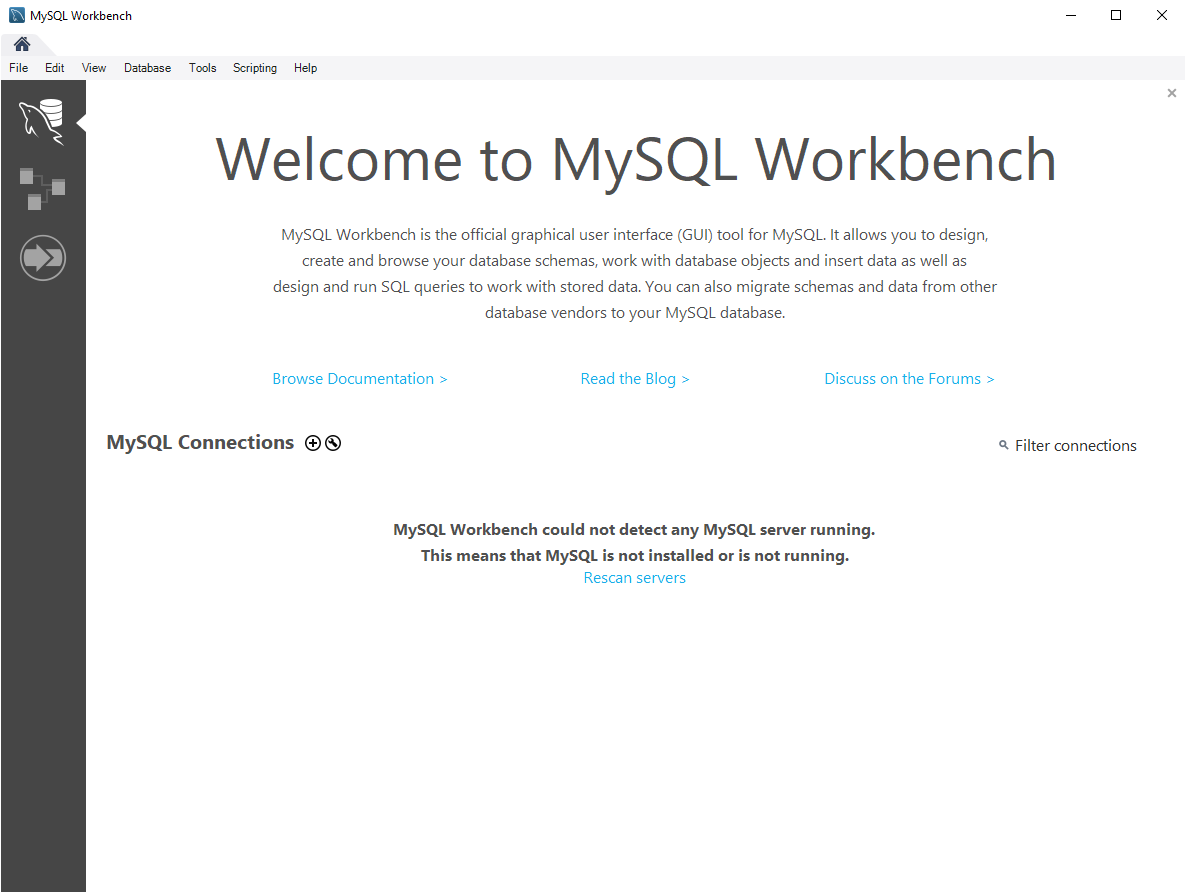 MySQL Workbench
File Edit View Database Tools Scripting Help
Welcome to MySQL Workbench
MySQL Workbench is the official graphical user interface (GUI) tool for MySQL. It allows you to design,
create and browse your database schemas, work with database objects and insert data as well as
design and run SQL queries to work with stored data. You can also migrate schemas and data from other
database vendors to your MySQL database.
Browse Documentation > Read the Blog > Discuss on the Forums >
MySQL Connections Filter connections
MySQL Workbench could not detect any MySQL server running.
This means that MySQL is not installed or is not running.
Rescan servers